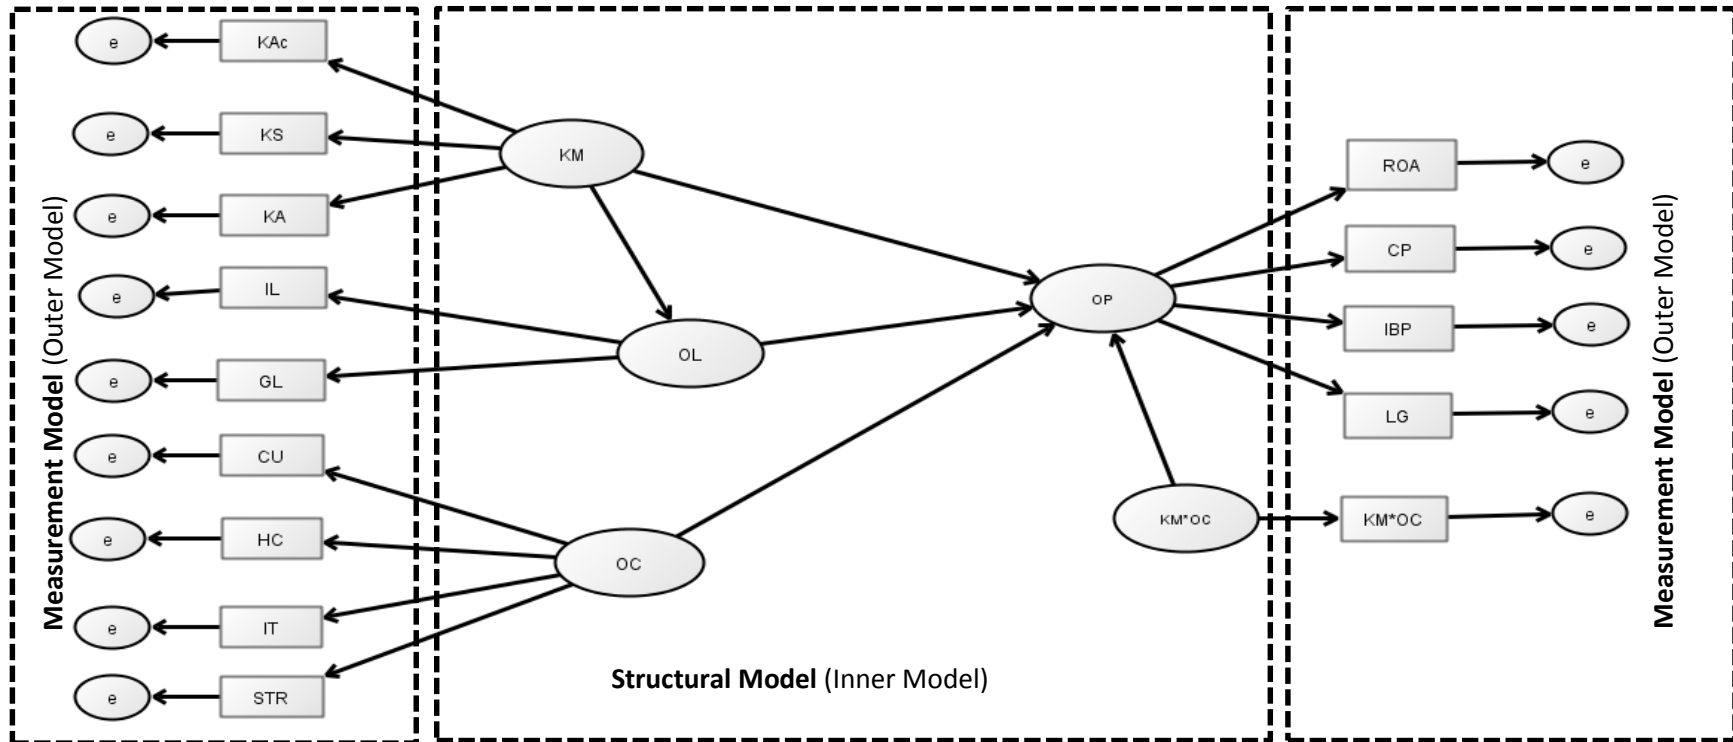 e
KAc
e
KS
e
KA
e
IL
e
GL
e
CU
e
HC
e
IT
e
STR
Measurement Model (Outer Model)
KM
OL
OC
OP
KM*OC
Structural Model (Inner Model)
ROA
e
CP
e
IBP
e
LG
e
KM*OC
e
Measurement Model (Outer Model)